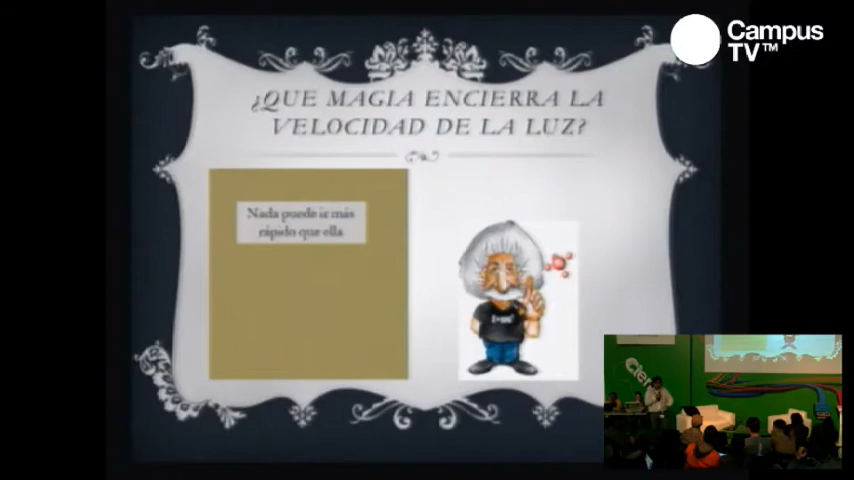 Campus
TV™
¿QUE MAGIA ENCIERRA LA
VELOCIDAD DE LA LUZ?
Nada puede ir más
rápido que ella